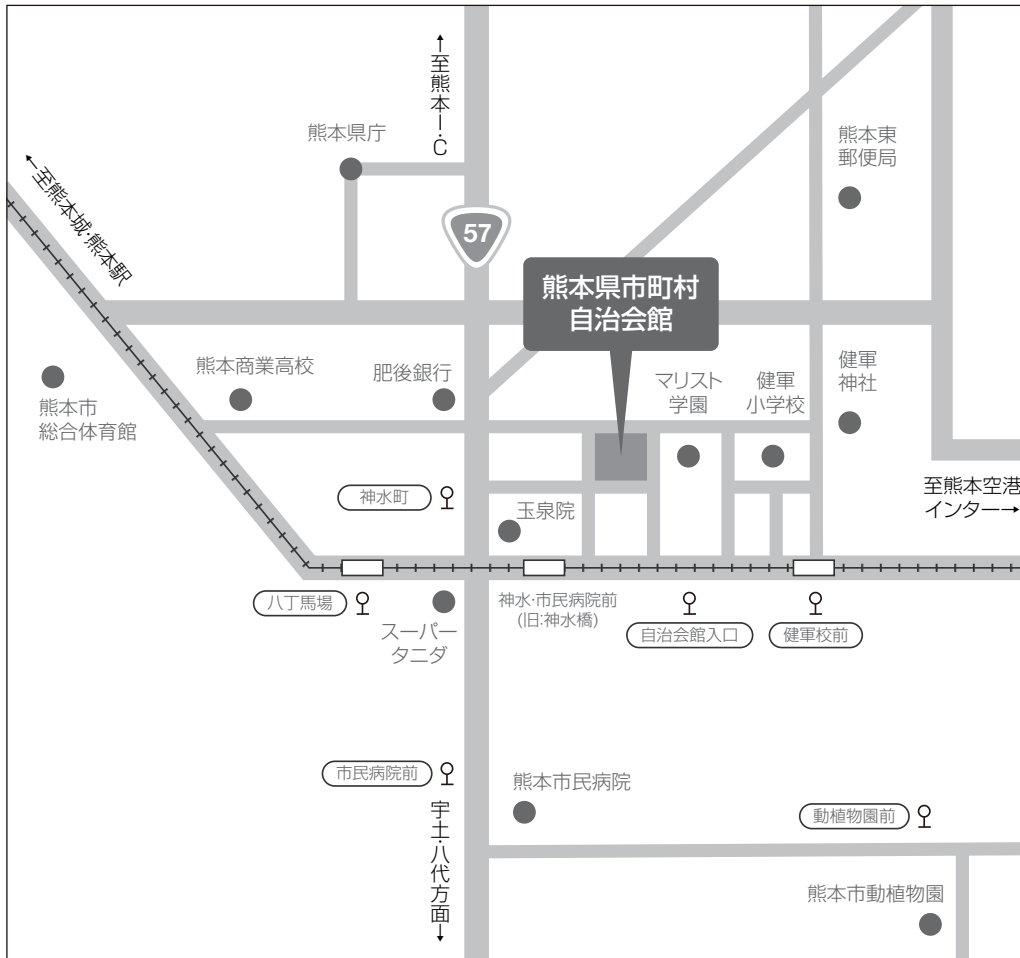 ←至熊本I・C
熊本県庁
熊本東
郵便局
←至熊本城・熊本駅
57
熊本県市町村
自治会館
熊本商業高校
肥後銀行
マリスト
学園
健軍
小学校
健軍
神社
熊本市
総合体育館
神水町
玉泉院
至熊本空港
インター→
八丁馬場
スーパー
タニダ
神水・市民病院前
(旧:神水橋)
自治会館入口
健軍校前
市民病院前
熊本市民病院
動植物園前
宇土・八代方面→
熊本市動植物園